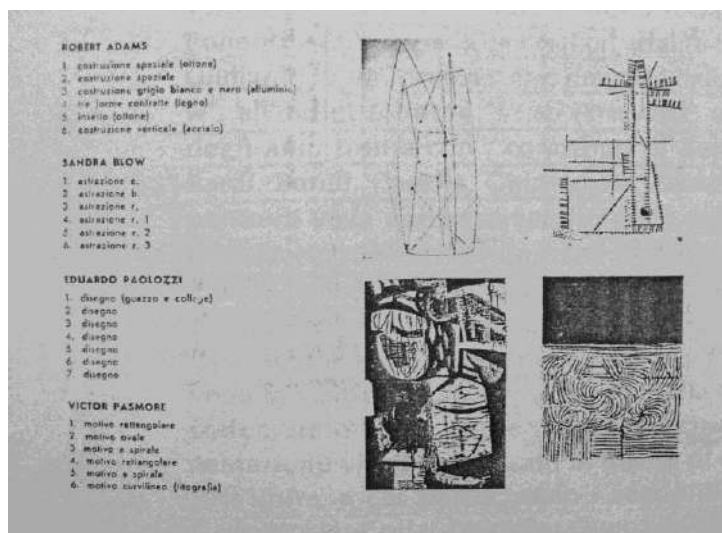 ROBERT ADAMS
1. costruzione spaziale (ottone)
2. costruzione spaziale
3. costruzione grigio bianco e nero (alluminio)
4. tre forme contratte (legno)
5. inserto (ottone)
6. costruzione verticale (acciaio)
SANDRA BLOW
1. astrazione a.
2. astrazione b.
3. astrazione r.
4. astrazione r. 1
5. astrazione r. 2
6. astrazione r. 3
EDUARDO PAOLOZZI
1. disegno (guazzo e collage)
2. disegno
3. disegno
4. disegno
5. disegno
6. disegno
7. disegno
VICTOR PASMORE
1. motivo rettangolare
2. motivo ovale
3. motivo e spirale
4. motivo rettangolare
5. motivo e spirale
6. motivo curvilineo (litografia)